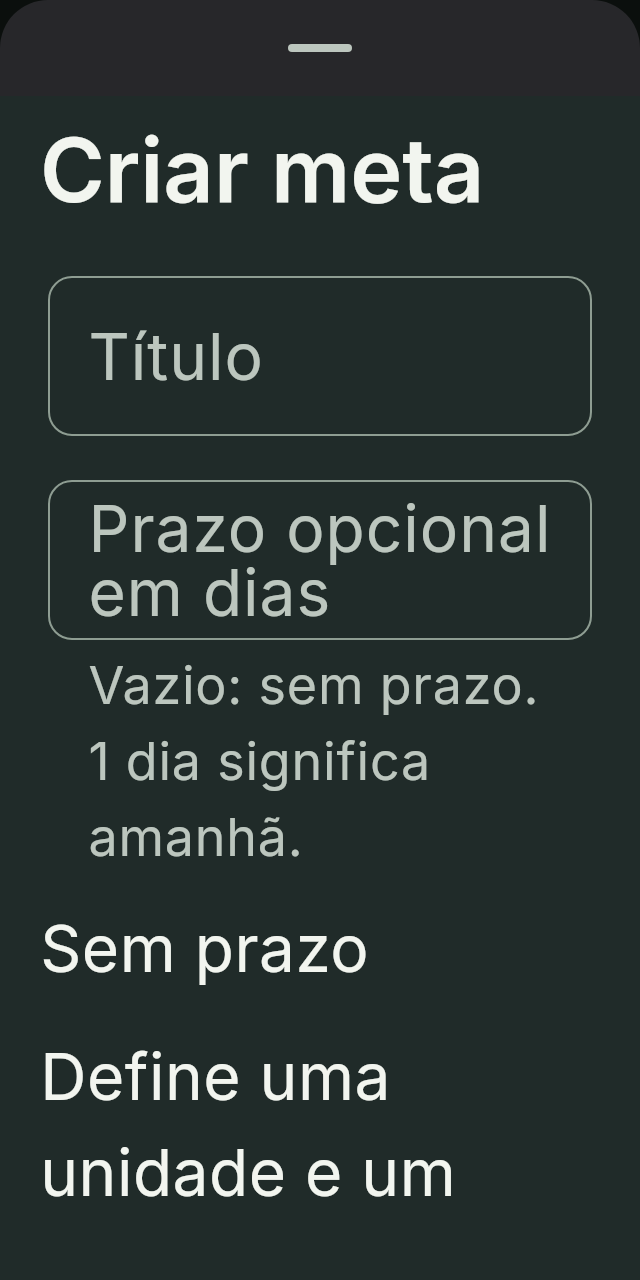 Criar meta
Título
Prazo opcional
em dias
Vazio: sem prazo.
1 dia significa
amanhã.
Sem prazo
Define uma
unidade e um